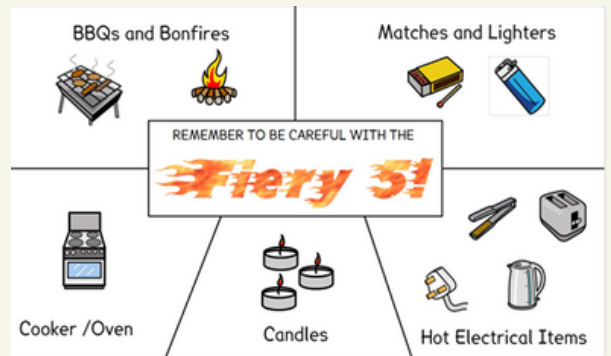 BBQs and Bonfires
Matches and Lighters
REMEMBER TO BE CAREFUL WITH THE
Fiery 5!
Cooker /Oven
Candles
Hot Electrical Items